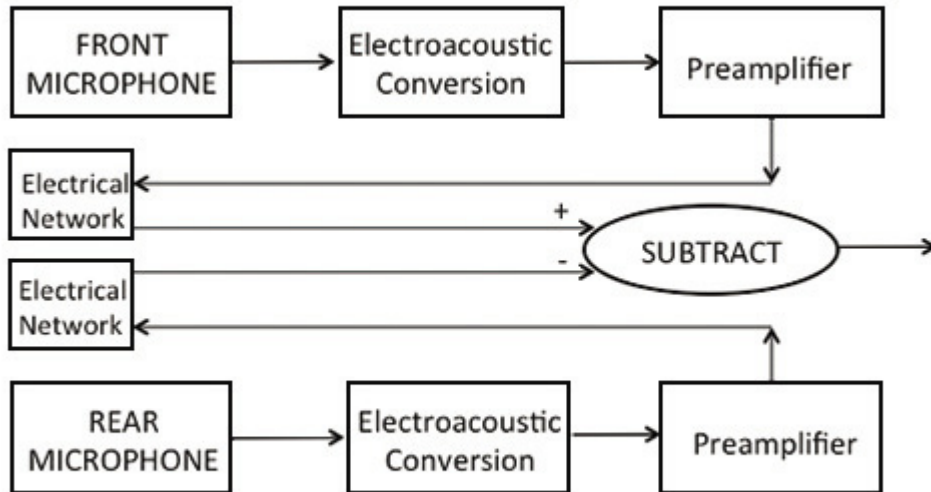 FRONT
MICROPHONE
Electroacoustic
Conversion
Preamplifier
Electrical
Network
+
SUBTRACT
-
Electrical
Network
REAR
MICROPHONE
Electroacoustic
Conversion
Preamplifier